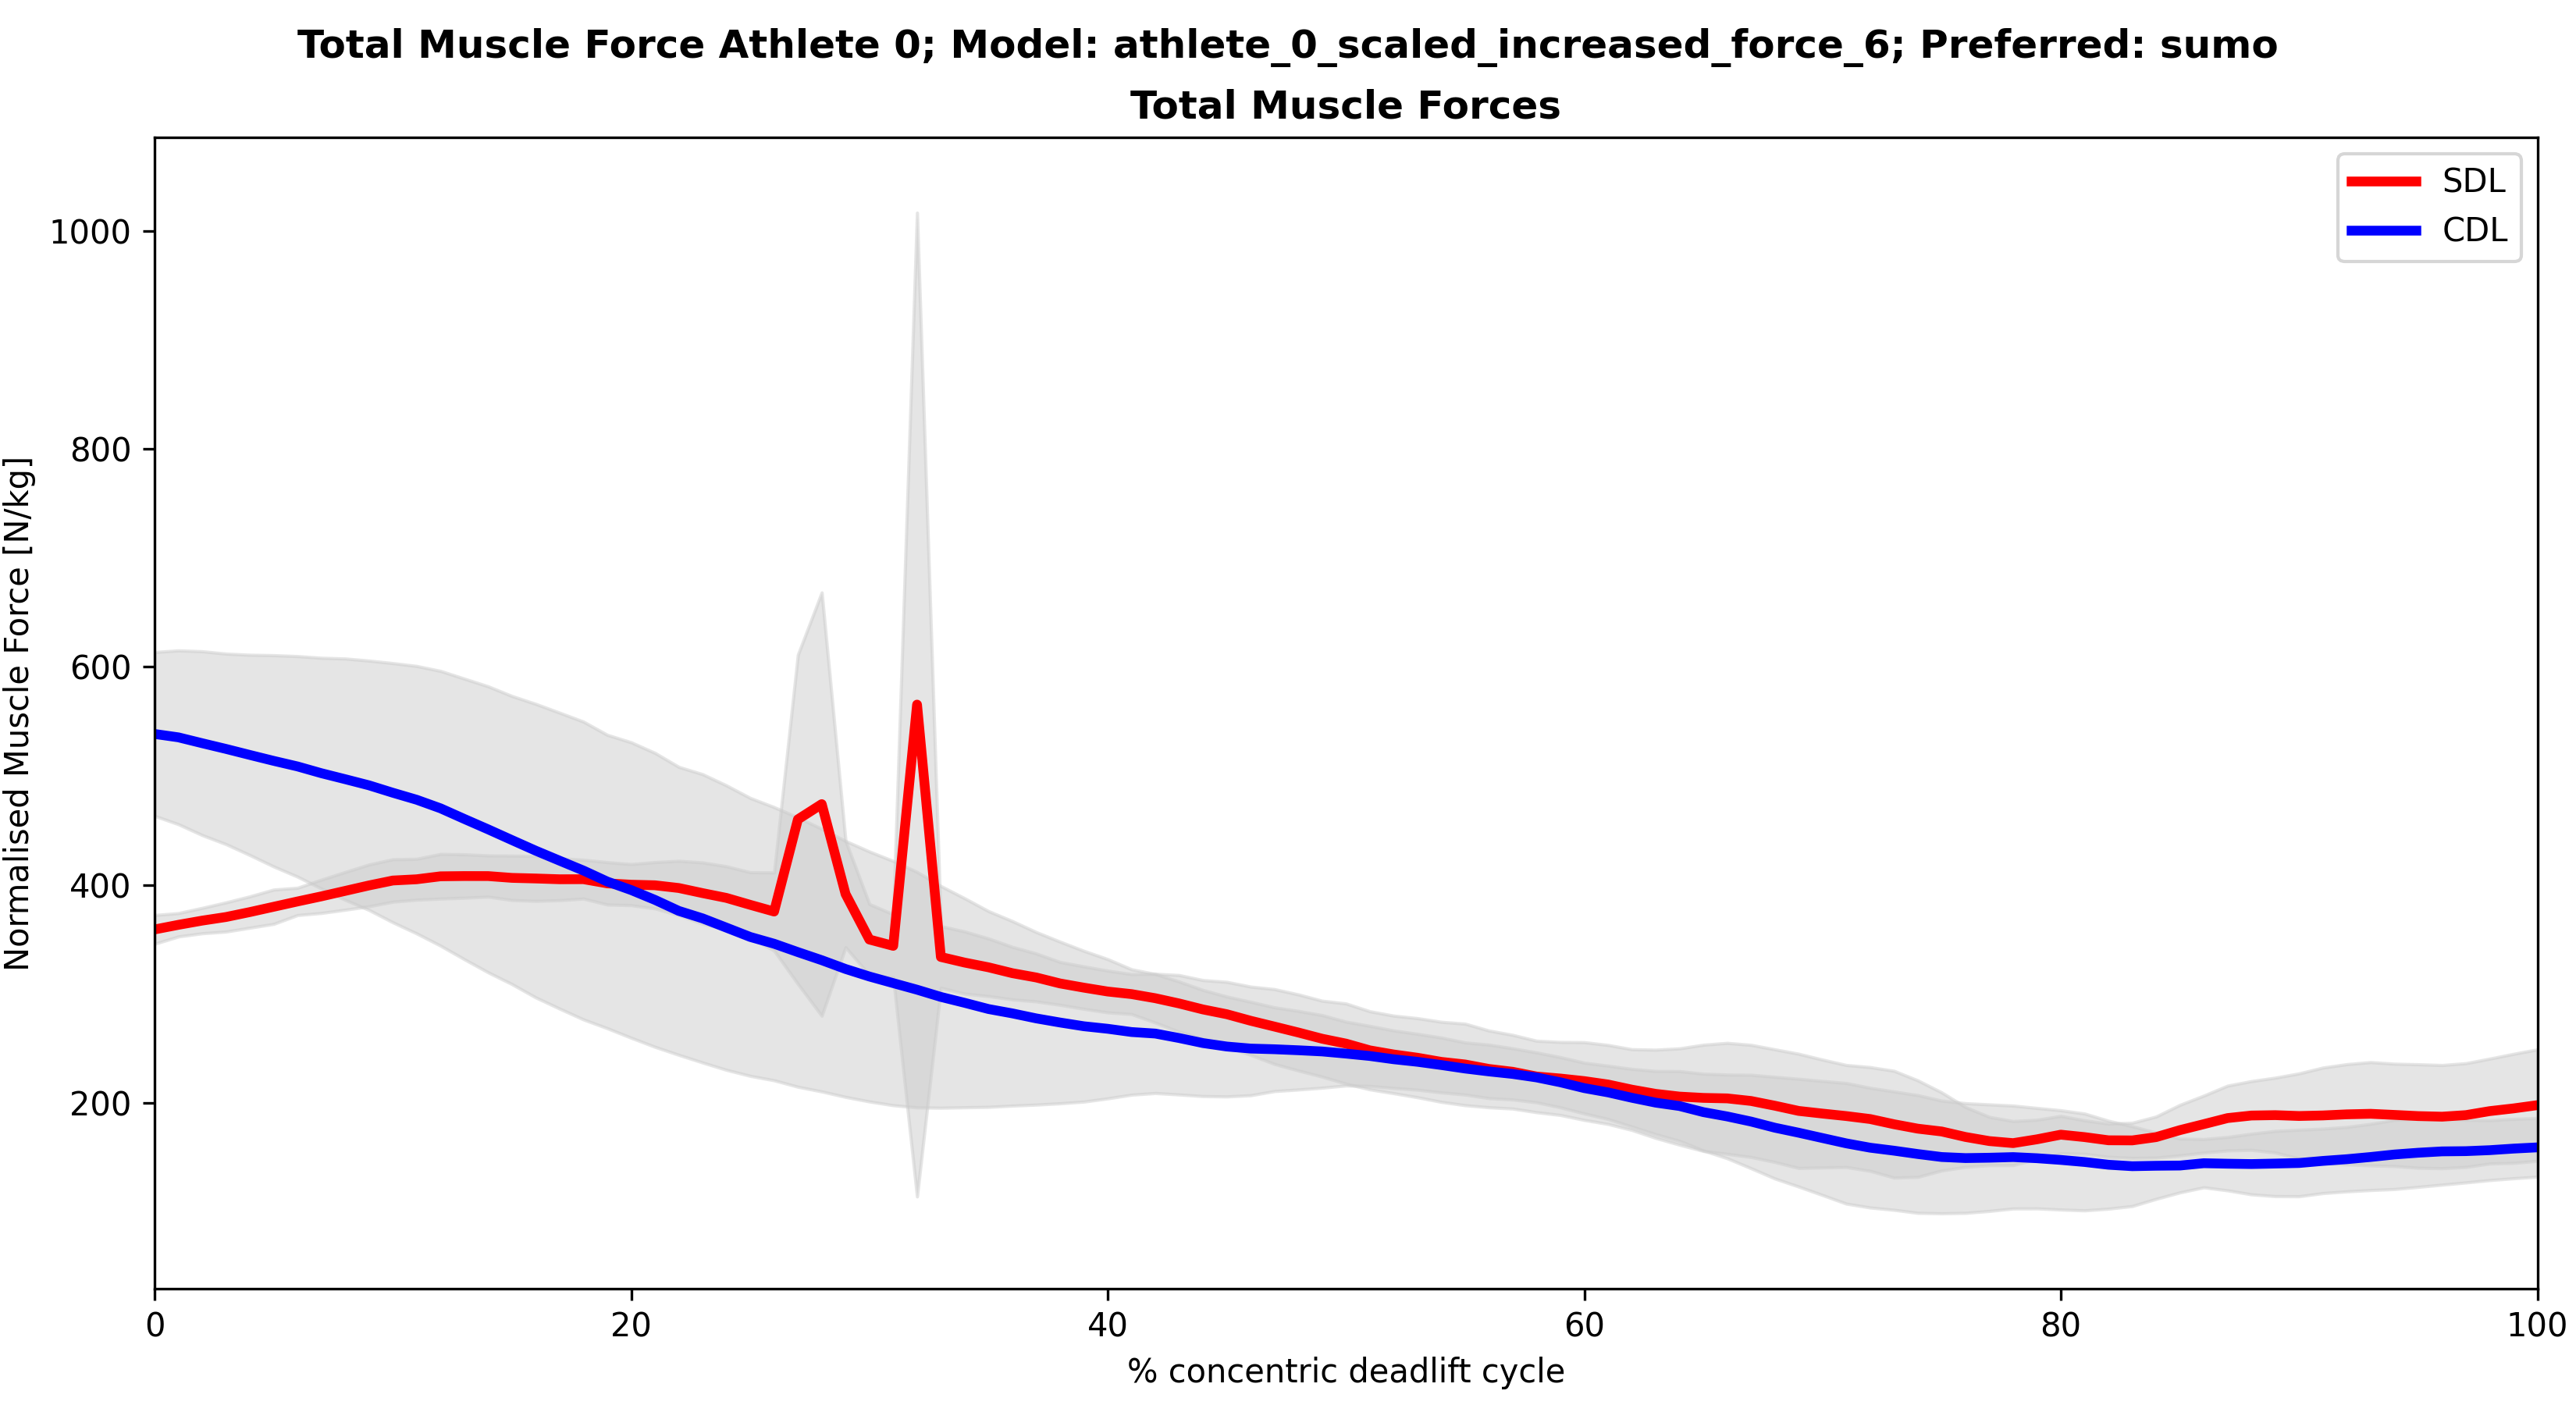 Total Muscle Force Athlete 0; Model: athlete_0_scaled_increased_force_6; Preferred: sumo
Total Muscle Forces
SDL
CDL
Normalised Muscle Force [N/kg]
1000
800
600
400
200
0 20 40 60 80 100
% concentric deadlift cycle